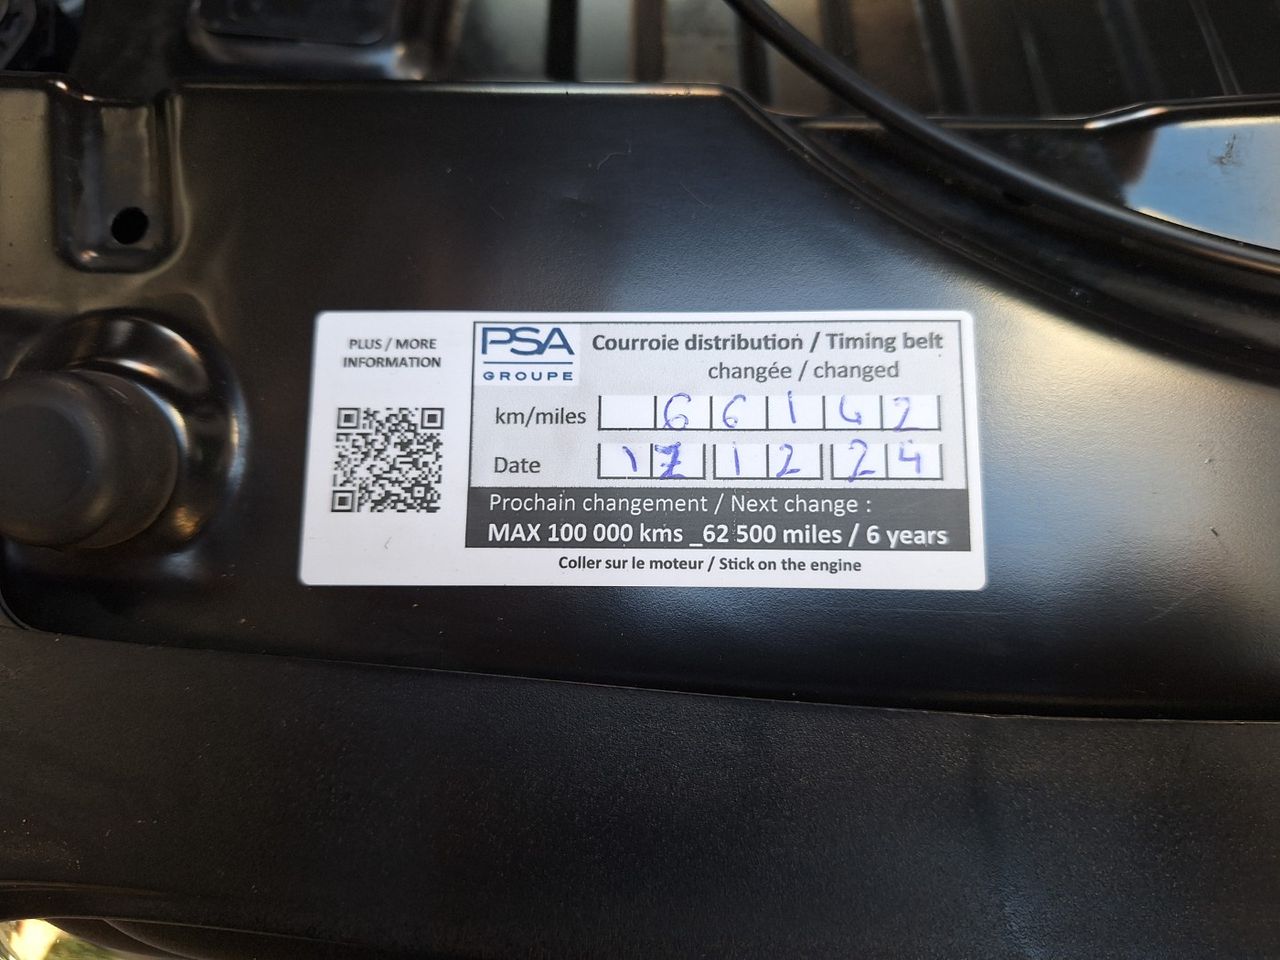 PLUS / MORE
INFORMATION
PSA
GROUPE
Courroie distribution / Timing belt
changée / changed
km/miles 66142
Date 17 12 24
Prochain changement / Next change :
MAX 100 000 kms _62 500 miles / 6 years
Coller sur le moteur / Stick on the engine